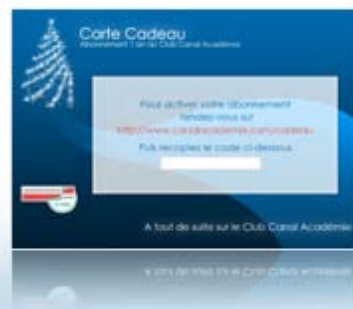 Carte Cadeau
Abonnement 1 an au Club Canal Académie
Pour activer votre abonnement
rendez-vous sur
http://www.canalacademie.com/cadeau
Puis recopiez le code ci-dessous
A tout de suite sur le Club Canal Académie